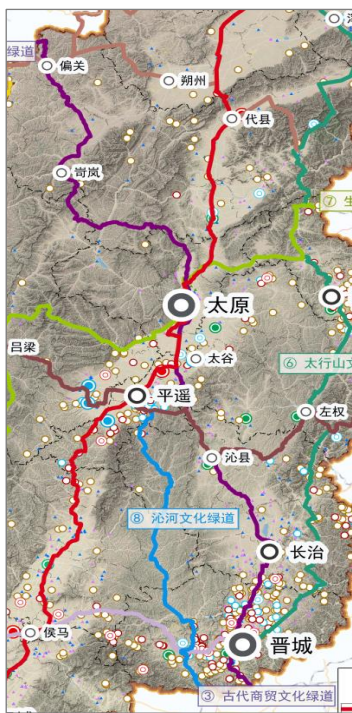 绿道
偏关
朔州
代县
岢岚
⑦ 生
太原
太谷
吕梁
⑥ 太行山文
平遥
左权
沁县
⑧ 沁河文化绿道
长治
侯马
晋城
③ 古代商贸文化绿道